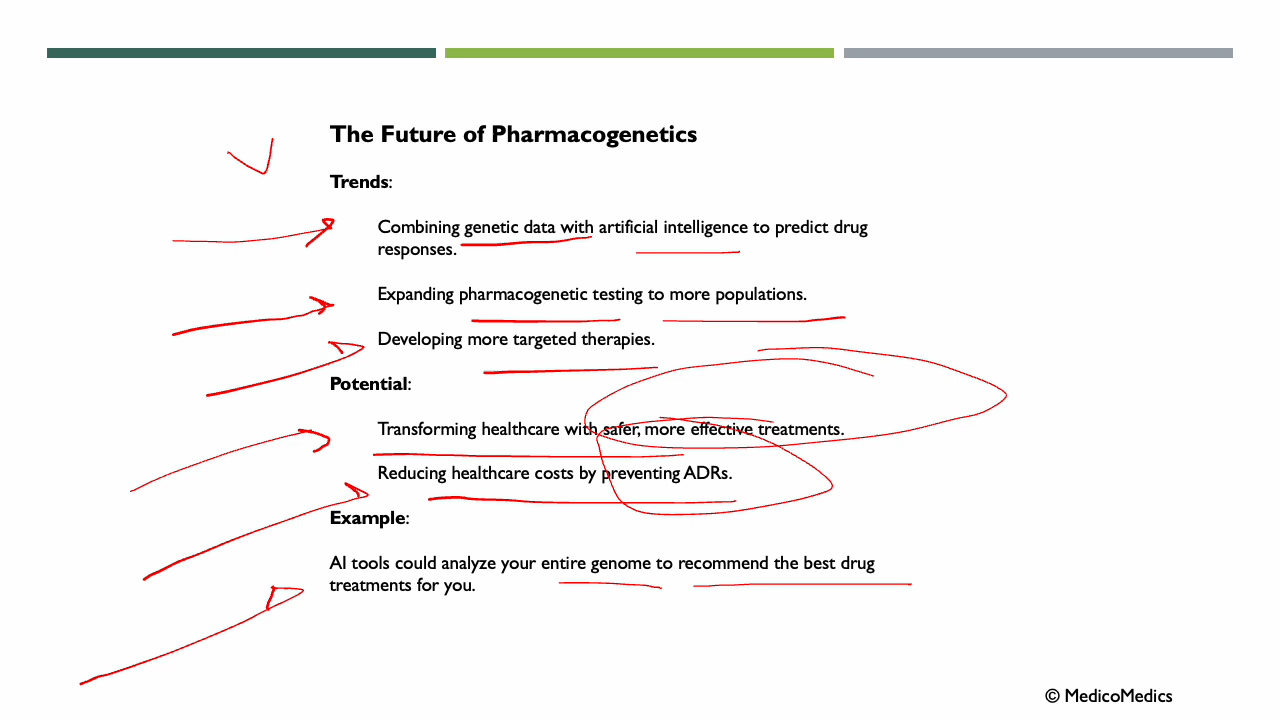 The Future of Pharmacogenetics
Trends:
Combining genetic data with artificial intelligence to predict drug
responses.
Expanding pharmacogenetic testing to more populations.
Developing more targeted therapies.
Potential:
Transforming healthcare with safer, more effective treatments.
Reducing healthcare costs by preventing ADRs.
Example:
AI tools could analyze your entire genome to recommend the best drug
treatments for you.
© MedicoMedics